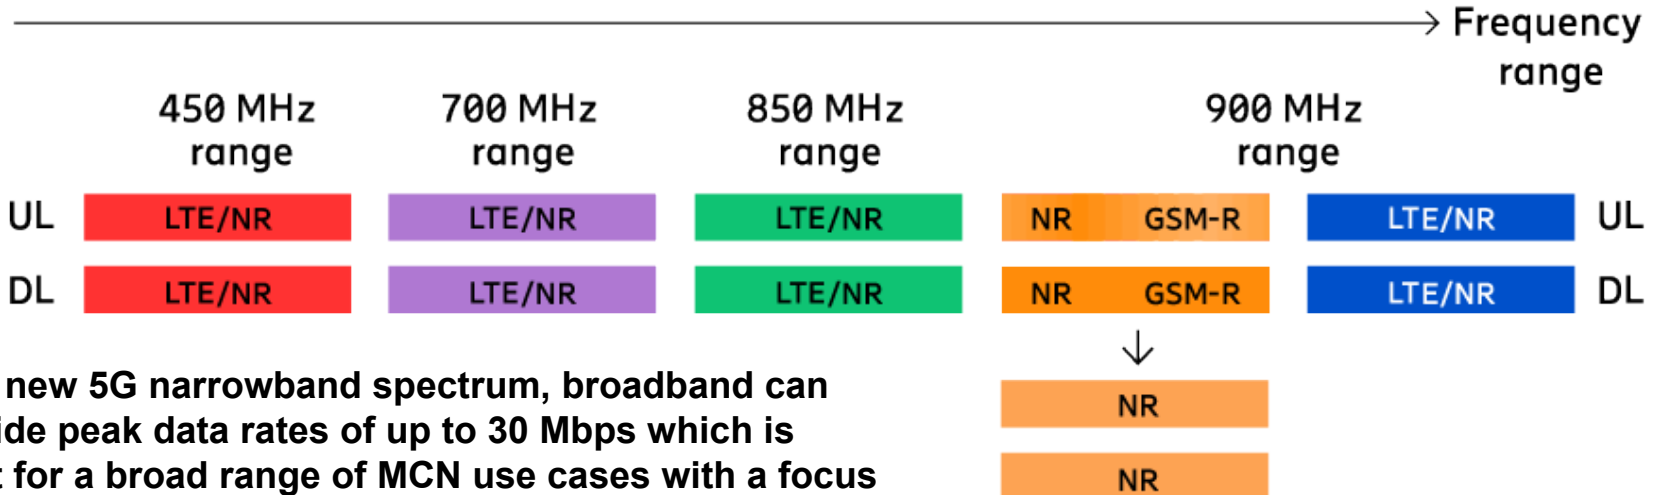 Frequency
range
450 MHz
range
700 MHz
range
850 MHz
range
900 MHz
range
UL LTE/NR LTE/NR LTE/NR NR GSM-R LTE/NR UL
DL LTE/NR LTE/NR LTE/NR NR GSM-R LTE/NR DL
NR
NR
new 5G narrowband spectrum, broadband can
ide peak data rates of up to 30 Mbps which is
t for a broad range of MCN use cases with a focus